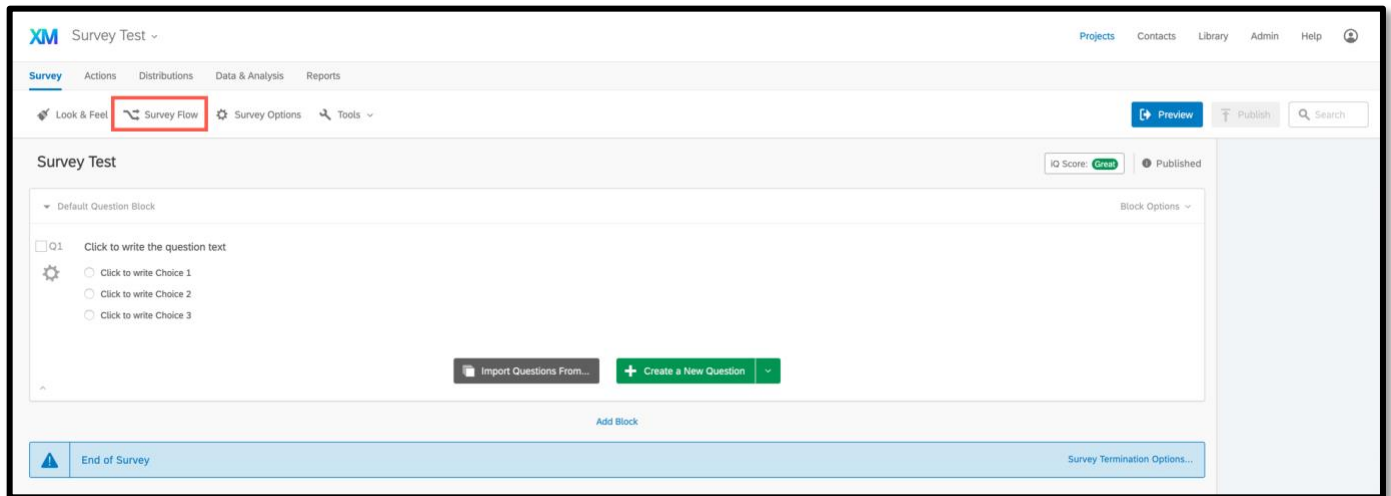 XM Survey Test Projects Contacts Library Admin Help
Survey Actions Distributions Data & Analysis Reports
Look & Feel Survey Flow Survey Options Tools Preview Publish Search
Survey Test iQ Score: Great Published
Default Question Block Block Options
Q1 Click to write the question text
Click to write Choice 1
Click to write Choice 2
Click to write Choice 3
Import Questions From... Create a New Question
Add Block
End of Survey Survey Termination Options...